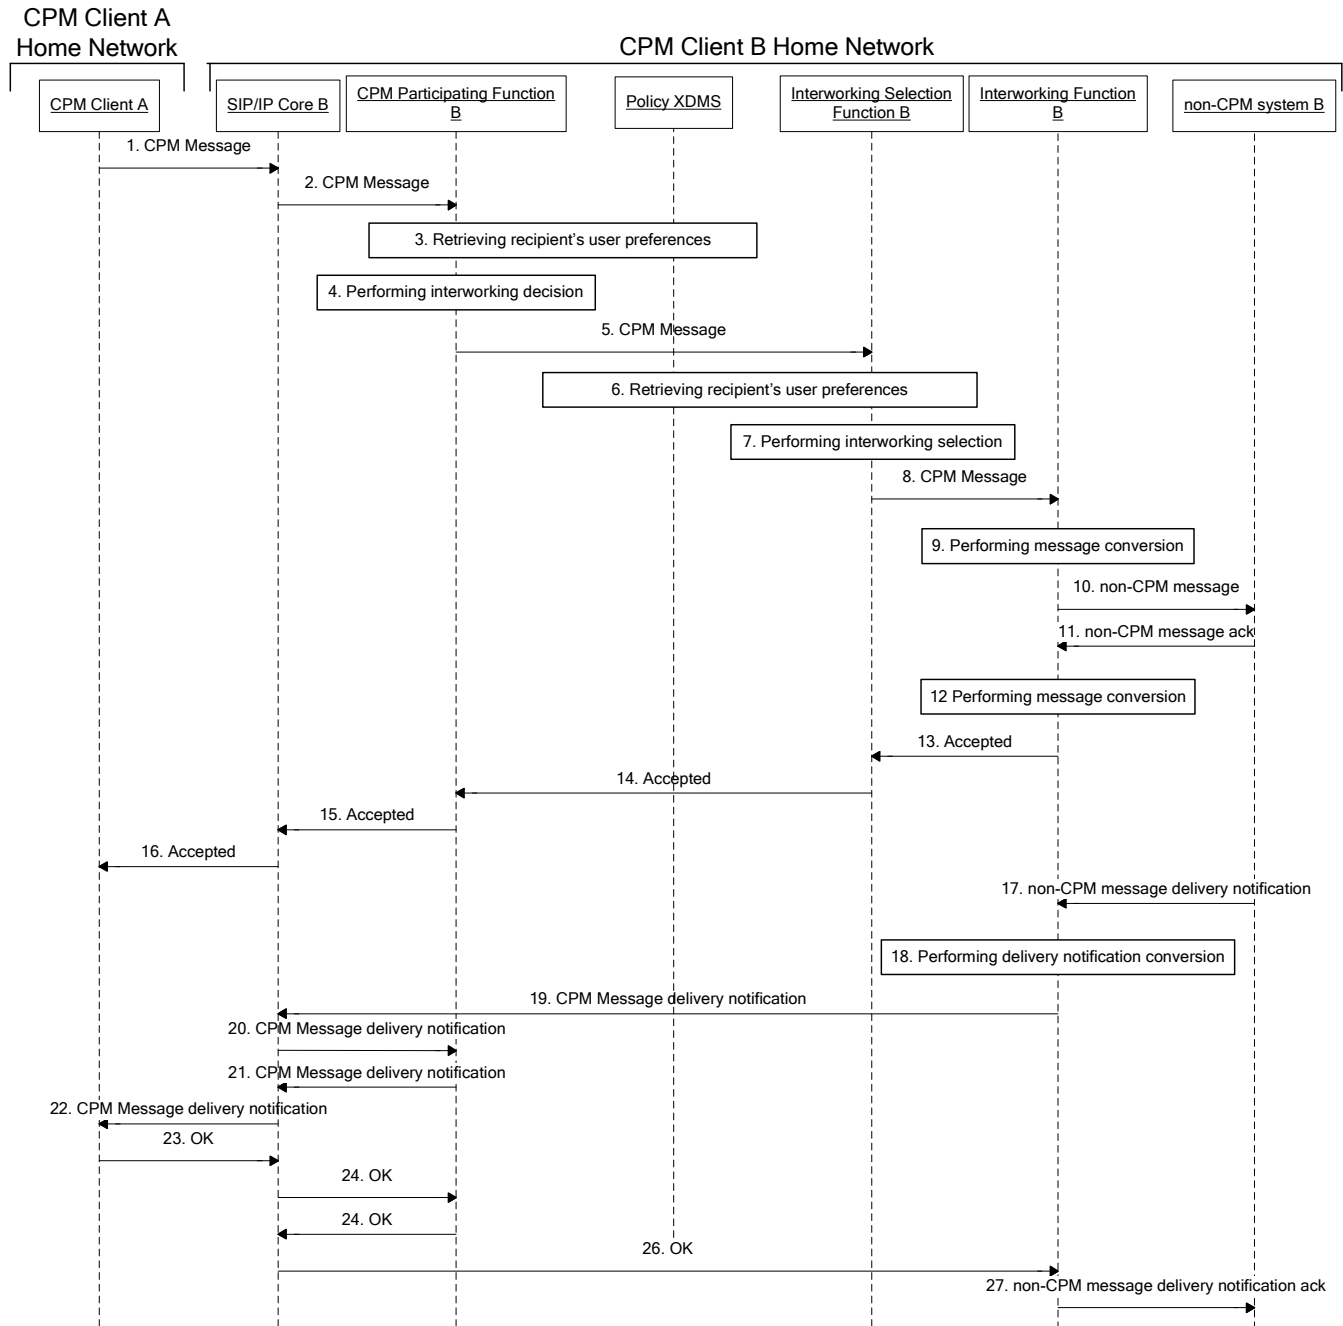 CPM Client A
Home Network
CPM Client B Home Network
CPM Client A
SIP/IP Core B
CPM Participating Function
B
Policy XDMS
Interworking Selection
Function B
Interworking Function
B
non-CPM system B
1. CPM Message
2. CPM Message
3. Retrieving recipient’s user preferences
4. Performing interworking decision
5. CPM Message
6. Retrieving recipient’s user preferences
7. Performing interworking selection
8. CPM Message
9. Performing message conversion
10. non-CPM message
11. non-CPM message ack
12 Performing message conversion
13. Accepted
14. Accepted
15. Accepted
16. Accepted
17. non-CPM message delivery notification
18. Performing delivery notification conversion
19. CPM Message delivery notification
20. CPM Message delivery notification
21. CPM Message delivery notification
22. CPM Message delivery notification
23. OK
24. OK
24. OK
26. OK
27. non-CPM message delivery notification ack